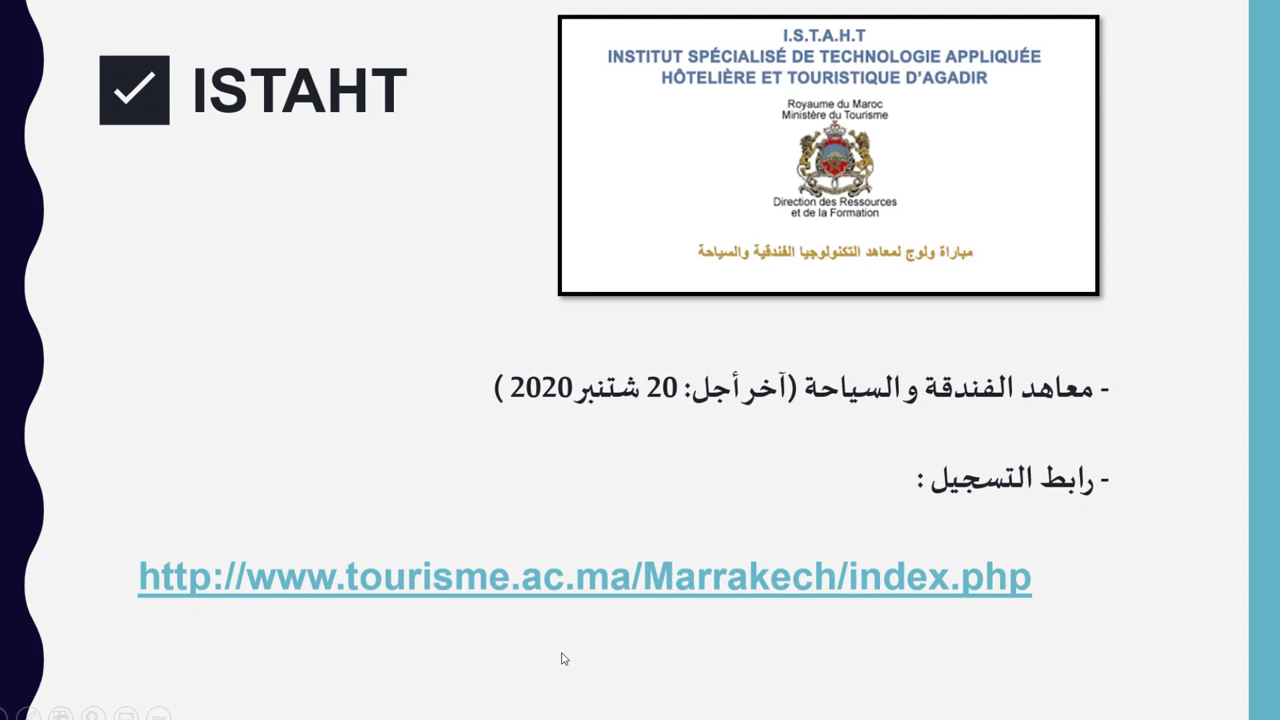 ISTAHT
I.S.T.A.H.T
INSTITUT SPÉCIALISÉ DE TECHNOLOGIE APPLIQUÉE
HÔTELIÈRE ET TOURISTIQUE D’AGADIR
Royaume du Maroc
Ministère du Tourisme
Direction des Ressources
et de la Formation
مباراة ولوج لمعاهد التكنولوجيا الفندقية والسياحة
- معاهد الفندقة والسياحة (آخر أجل: 20 شتنبر 2020 )
- رابط التسجيل :
http://www.tourisme.ac.ma/Marrakech/index.php